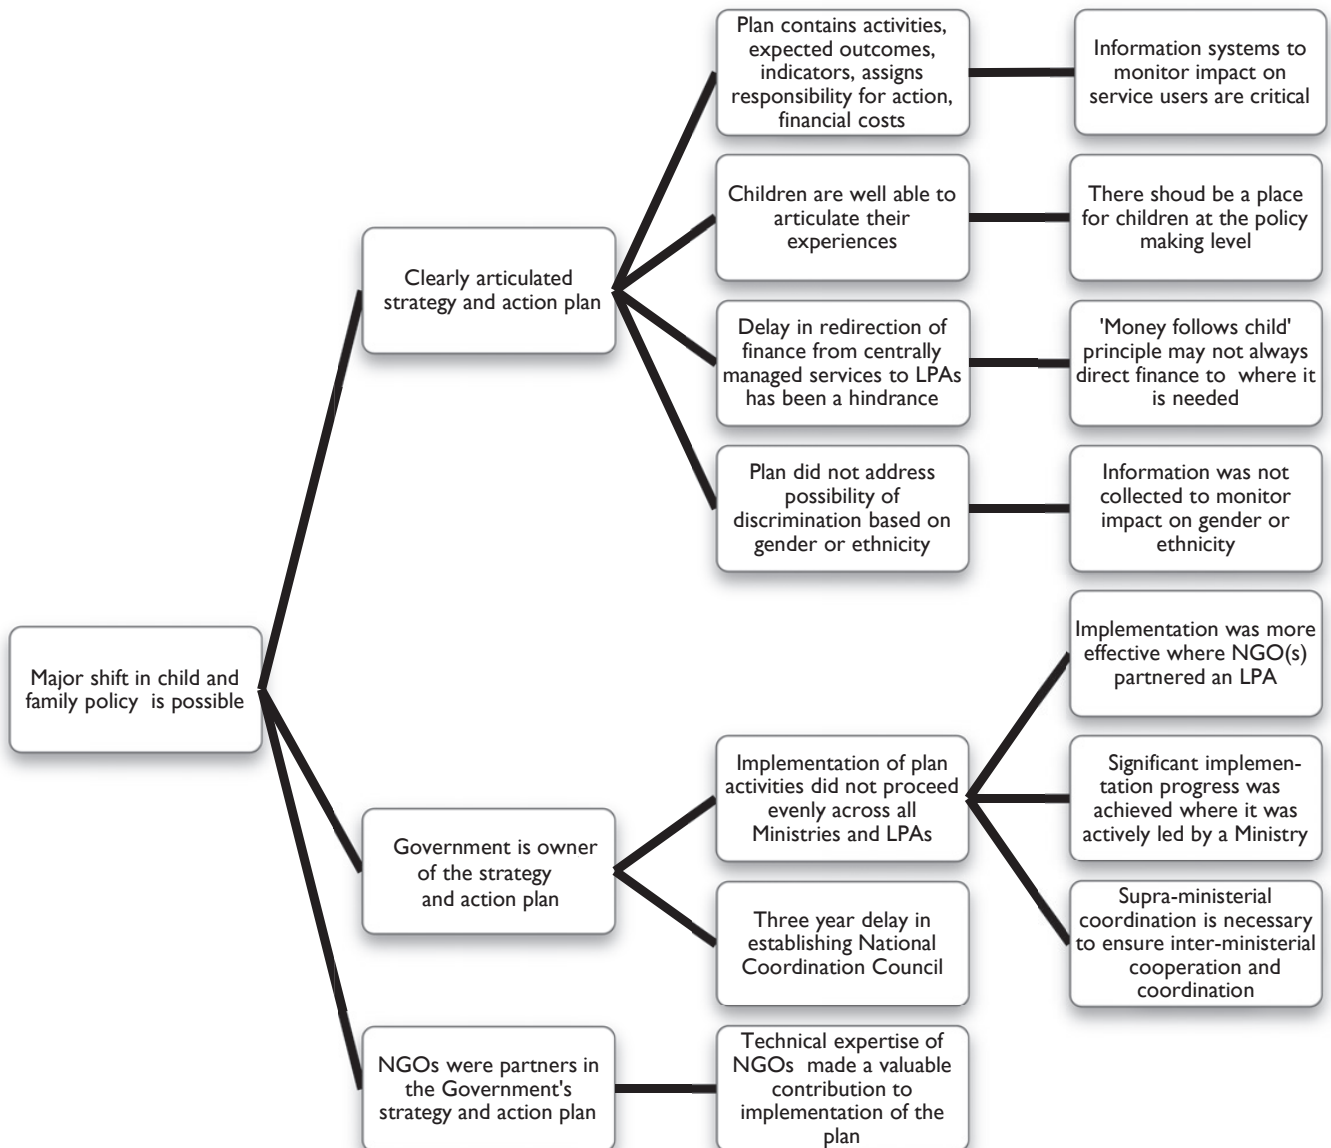 Major shift in child and
family policy is possible
Clearly articulated
strategy and action plan
Plan contains activities,
expected outcomes,
indicators, assigns
responsibility for action,
financial costs
Information systems to
monitor impact on
service users are critical
Children are well able to
articulate their
experiences
There shoud be a place
for children at the policy
making level
Delay in redirection of
finance from centrally
managed services to LPAs
has been a hindrance
'Money follows child'
principle may not always
direct finance to where it
is needed
Plan did not address
possibility of
discrimination based on
gender or ethnicity
Information was not
collected to monitor
impact on gender or
ethnicity
Government is owner
of the strategy
and action plan
Implementation of plan
activities did not proceed
evenly across all
Ministries and LPAs
Implementation was more
effective where NGO(s)
partnered an LPA
Significant implemen-
tation progress was
achieved where it was
actively led by a Ministry
Supra-ministerial
coordination is necessary
to ensure inter-ministerial
cooperation and
coordination
Three year delay in
establishing National
Coordination Council
NGOs were partners in
the Government's
strategy and action plan
Technical expertise of
NGOs made a valuable
contribution to
implementation of the
plan